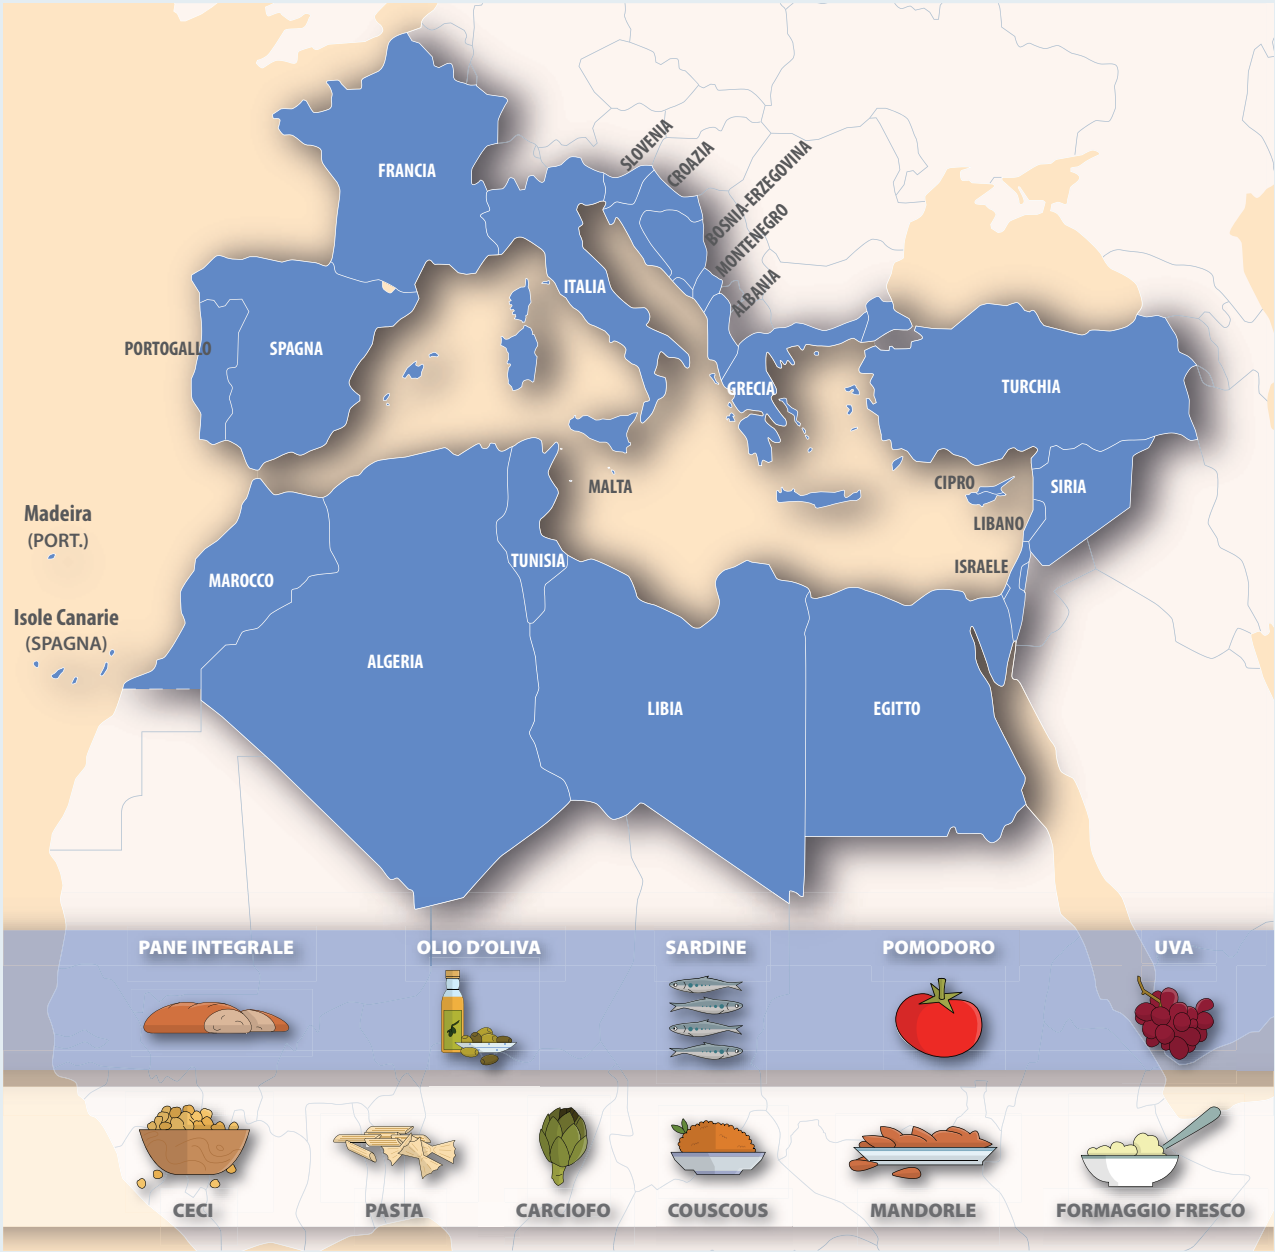 SLOVENIA
CROAZIA
BOSNIA-ERZEGOVINA
MONTENEGRO
ALBANIA
FRANCIA
ITALIA
PORTOGALLO
SPAGNA
GRECIA
TURCHIA
MALTA
CIPRO
SIRIA
LIBANO
ISRAELE
Madeira
(PORT.)
TUNISIA
MAROCCO
Isole Canarie
(SPAGNA)
ALGERIA
LIBIA
EGITTO
PANE INTEGRALE
OLIO D'OLIVA
SARDINE
POMODORO
UVA
CECI
PASTA
CARCIOFO
COUSCOUS
MANDORLE
FORMAGGIO FRESCO